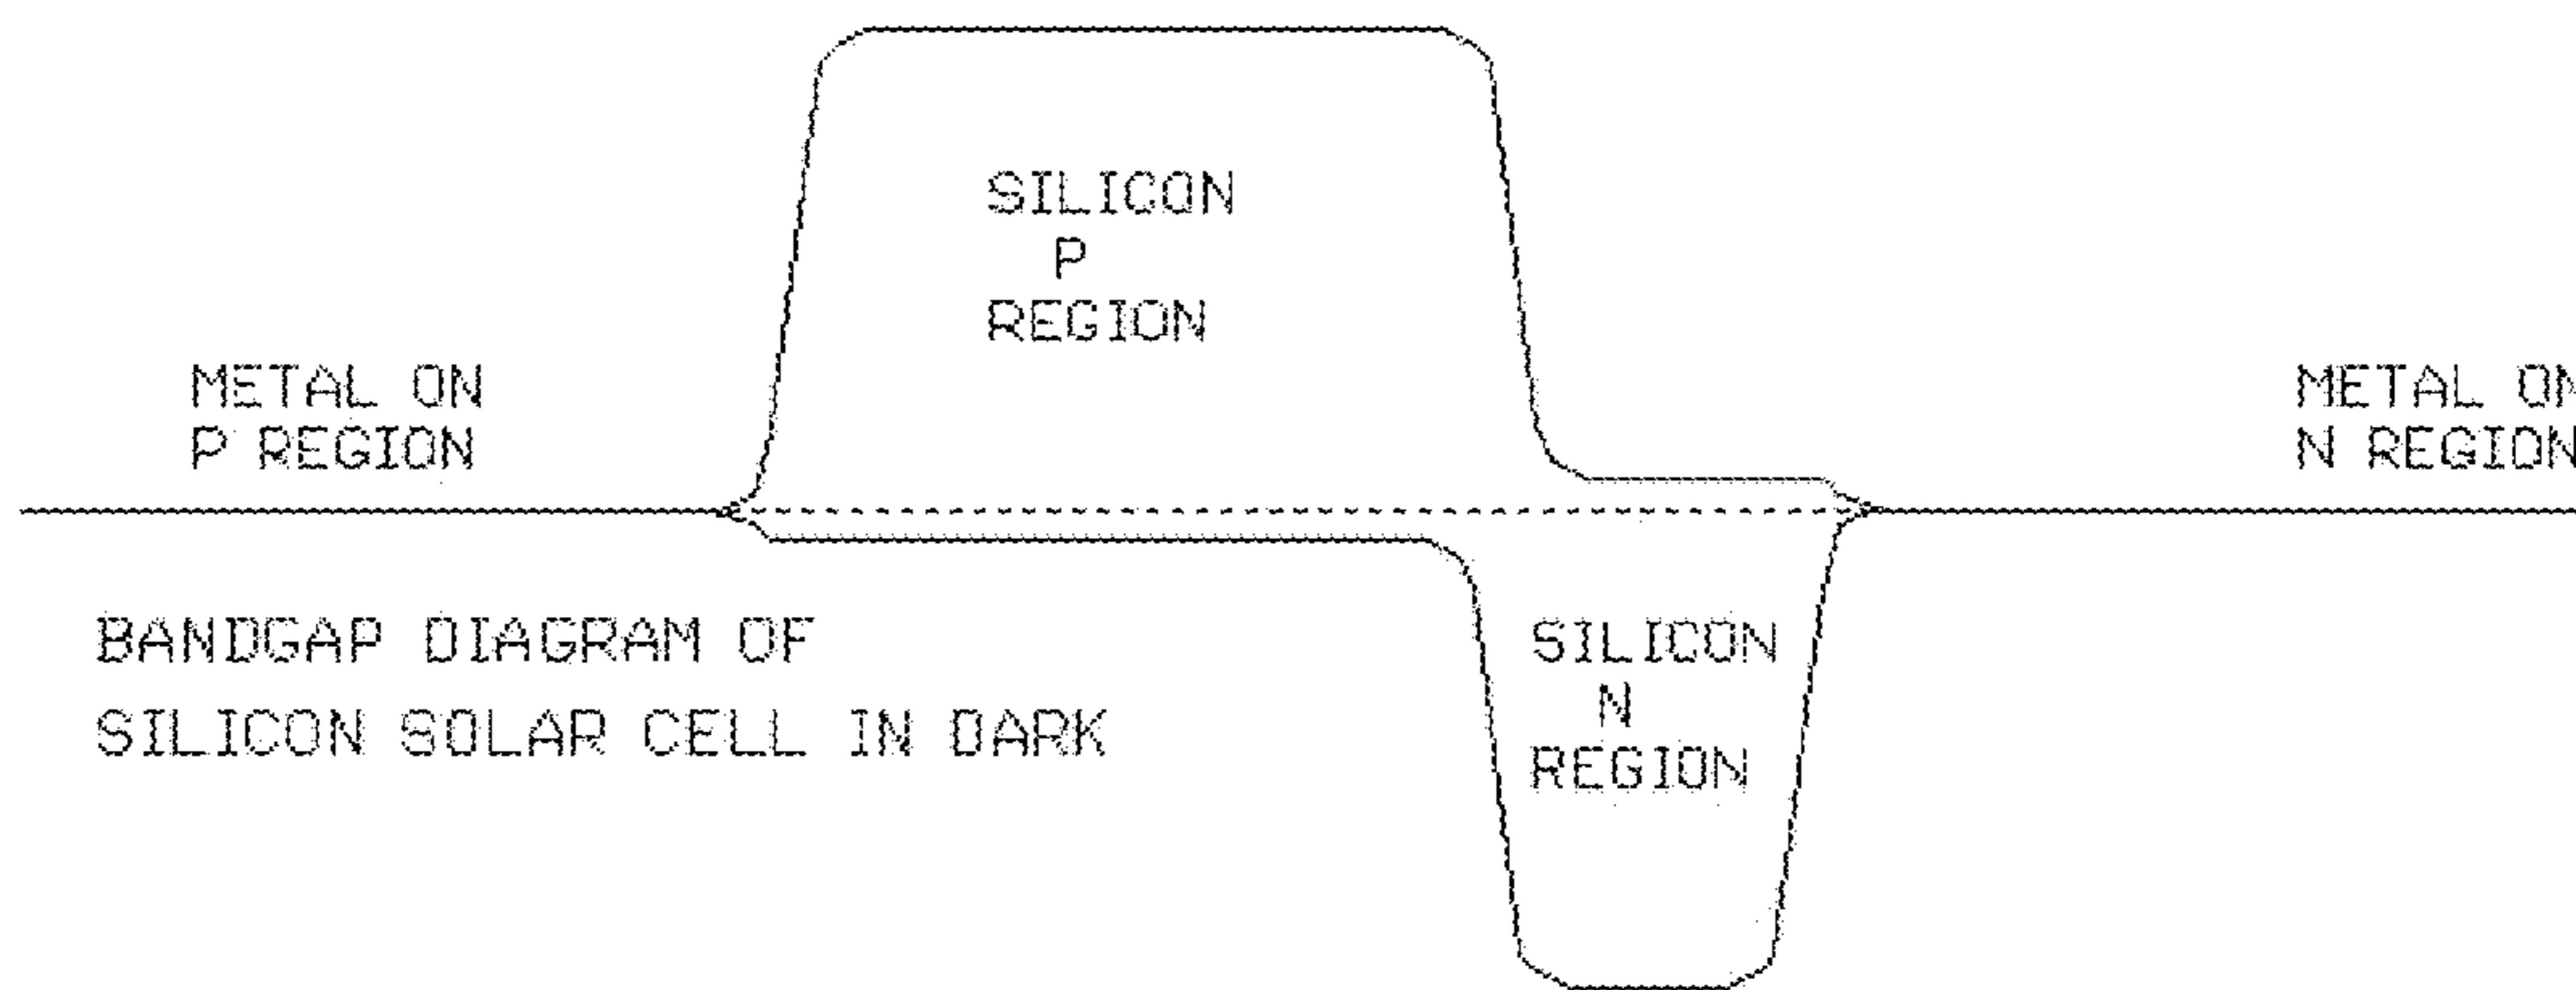 SILICON
P
REGION
METAL ON
P REGION
METAL ON
N REGION
BANDGAP DIAGRAM OF
SILICON SOLAR CELL IN DARK
SILICON
N
REGION